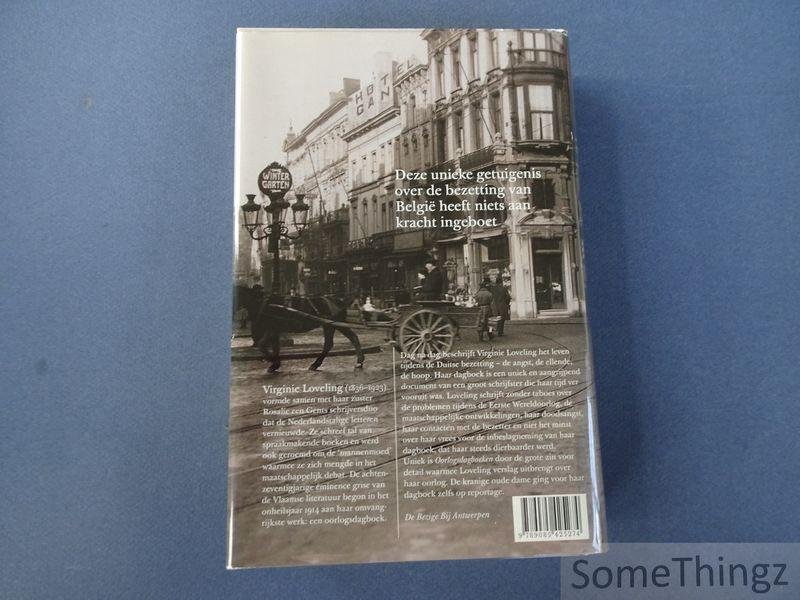 HOTEL
GAN
WINTER
GARTEN
Deze unieke getuigenis
over de bezetting van
België heeft niets aan
kracht ingeboet
Virginie Loveling (1836–1923)
vormde samen met haar zuster
Rosalie een Gents schrijversduo
dat de Nederlandstalige letteren
vernieuwde. Ze schreef tal van
spraakmakende boeken en werd
ook geroemd om de ‘mannenmoed’
waarmee ze zich mengde in het
maatschappelijk debat. De achten-
zeventigjarige éminence grise van
de Vlaamse literatuur begon in het
onheilsjaar 1914 aan haar omvang-
rijkste werk: een oorlogsdagboek.
Dag na dag beschrijft Virginie Loveling het leven
tijdens de Duitse bezetting – de angst, de ellende,
de hoop. Haar dagboek is een uniek en aangrijpend
document van een groot schrijfster die haar tijd ver
vooruit was. Loveling schrijft zonder taboes over
de problemen tijdens de Eerste Wereldoorlog, de
maatschappelijke ontwikkelingen, haar doodsangst,
haar contacten met de bezetter en niet het minst
over haar vrees voor de inbeslagneming van haar
dagboek, dat haar steeds dierbaarder werd.
Uniek is Oorlogsdagboeken door de grote zin voor
detail waarmee Loveling verslag uitbrengt over
haar oorlog. De kranige oude dame ging voor haar
dagboek zelfs op reportage.
De Bezige Bij Antwerpen
9 789085 425274
SomeThingz